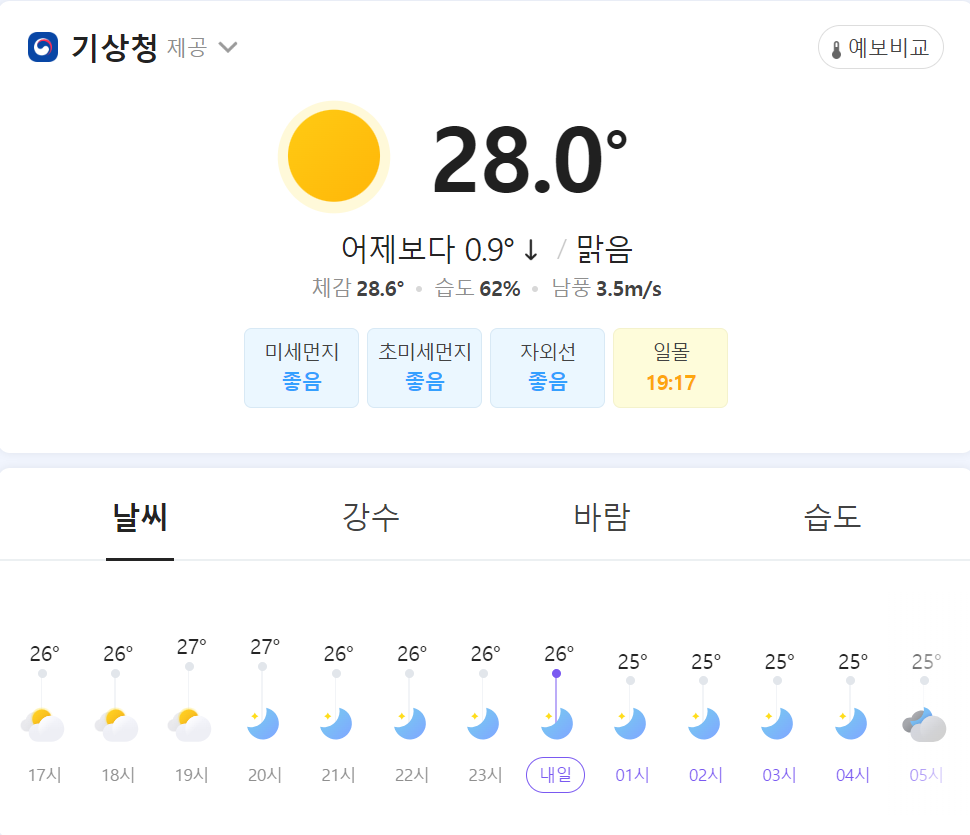 기상청 제공
예보비교
28.0°
어제보다 0.9° ↓ / 맑음
체감 28.6° • 습도 62% • 남풍 3.5m/s
미세먼지 초미세먼지 자외선 일몰
좋음 좋음 좋음 19:17
날씨 강수 바람 습도
26° 26° 27° 27° 26° 26° 26° 26° 25° 25° 25° 25° 25°
17시 18시 19시 20시 21시 22시 23시 내일 01시 02시 03시 04시 05시